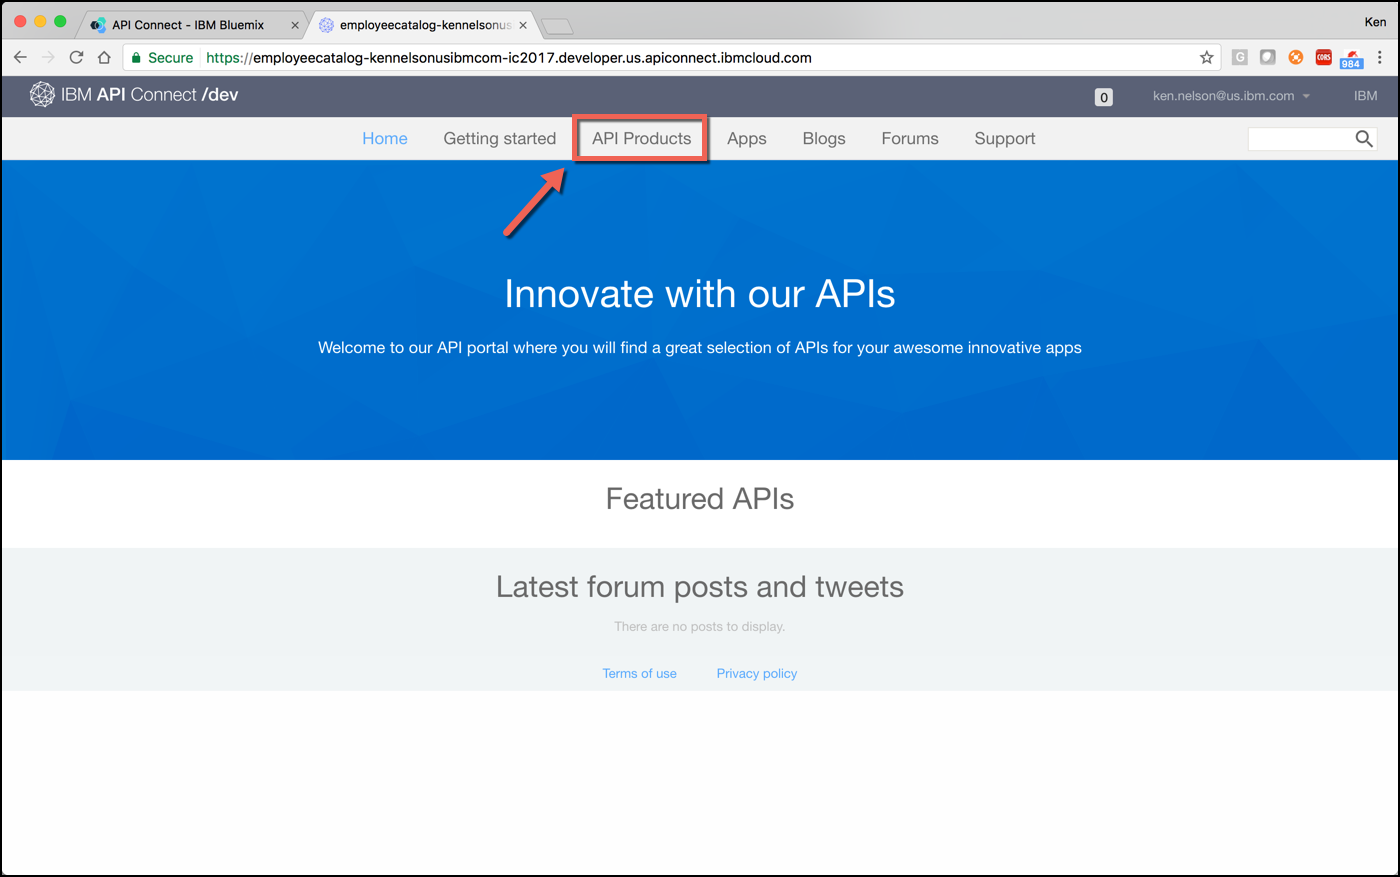 API Connect - IBM Bluemix
employeecatalog-kennelsonus
Ken
Secure https://employeecatalog-kennelsonusibmcom-ic2017.developer.us.apiconnect.ibmcloud.com
G CORS 984
IBM API Connect /dev 0 ken.nelson@us.ibm.com IBM
Home Getting started API Products Apps Blogs Forums Support
Innovate with our APIs
Welcome to our API portal where you will find a great selection of APIs for your awesome innovative apps
Featured APIs
Latest forum posts and tweets
There are no posts to display.
Terms of use Privacy policy